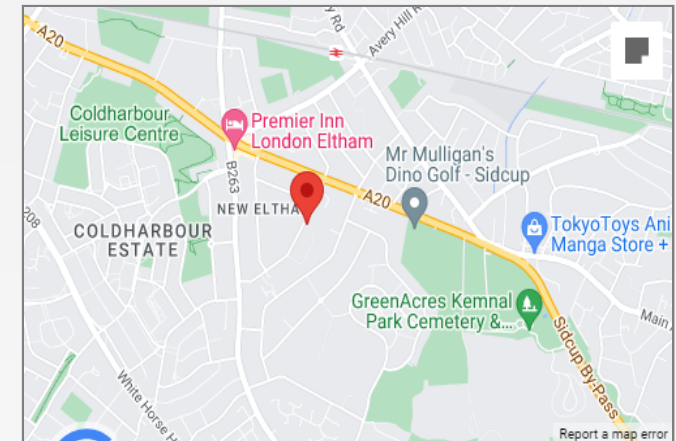 y Rd
A20
Avery Hill R
Coldharbour
Leisure Centre
Premier Inn
London Eltham
Mr Mulligan's
Dino Golf - Sidcup
B263
A20
NEW ELTHA
208
COLDHARBOUR
ESTATE
TokyoToys Ani
Manga Store +
GreenAcres Kemnal
Park Cemetery &...
Sidcup By-Pass
Main
White Horse H
Report a map error